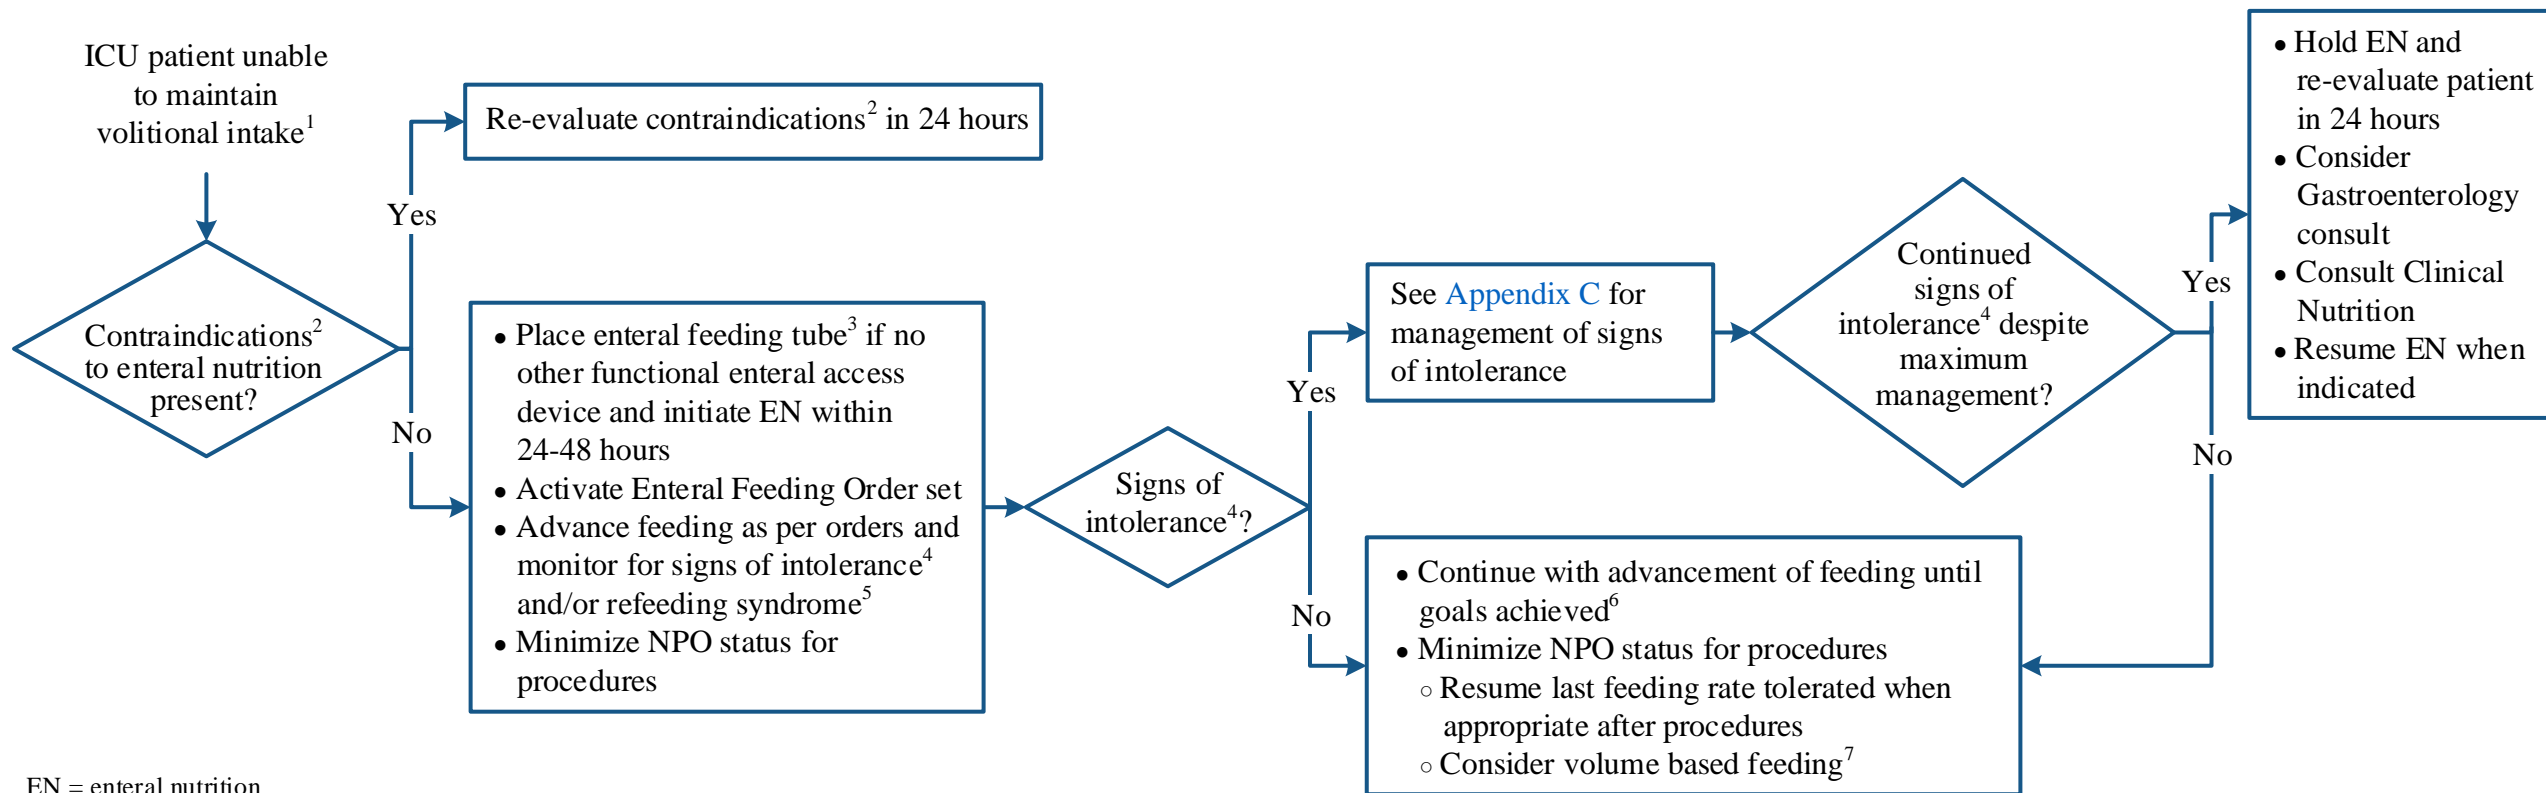 ICU patient unable
to maintain
volitional intake¹
Contraindications²
to enteral nutrition
present?
Yes
Re-evaluate contraindications² in 24 hours
No
• Place enteral feeding tube³ if no
other functional enteral access
device and initiate EN within
24-48 hours
• Activate Enteral Feeding Order set
• Advance feeding as per orders and
monitor for signs of intolerance⁴
and/or refeeding syndrome⁵
• Minimize NPO status for
procedures
Signs of
intolerance⁴?
Yes
See Appendix C for
management of signs
of intolerance
Continued
signs of
intolerance⁴ despite
maximum
management?
Yes
• Hold EN and
re-evaluate patient
in 24 hours
• Consider
Gastroenterology
consult
• Consult Clinical
Nutrition
• Resume EN when
indicated
No
No
• Continue with advancement of feeding until
goals achieved⁶
• Minimize NPO status for procedures
○ Resume last feeding rate tolerated when
appropriate after procedures
○ Consider volume based feeding⁷
EN = enteral nutrition